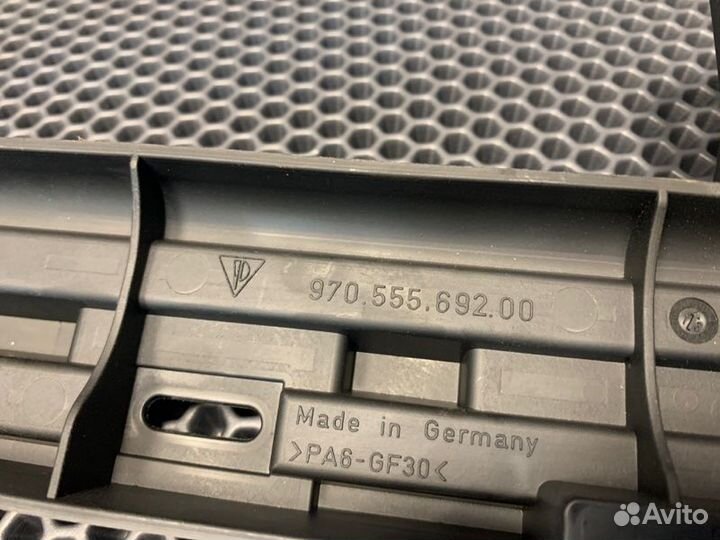 970.555.692.00
Made in Germany
>PA6-GF30<
Avito